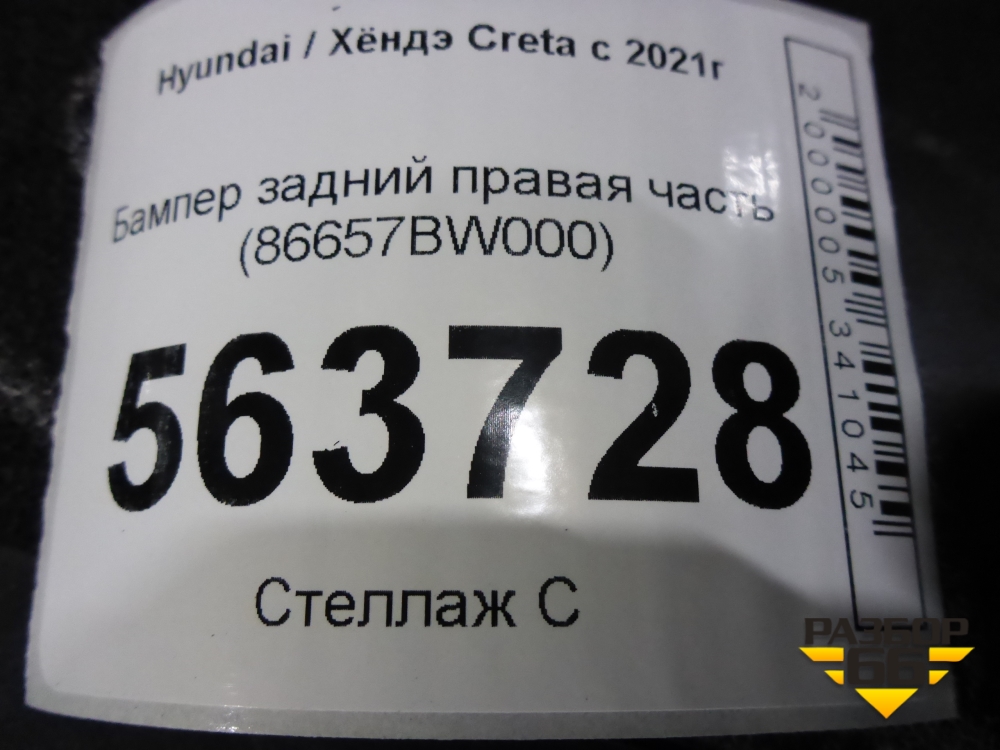 Hyundai / Хёндэ Creta с 2021г
Бампер задний правая часть
(86657BW000)
563728
Стеллаж С
2000005341045
РАЗБОР
66